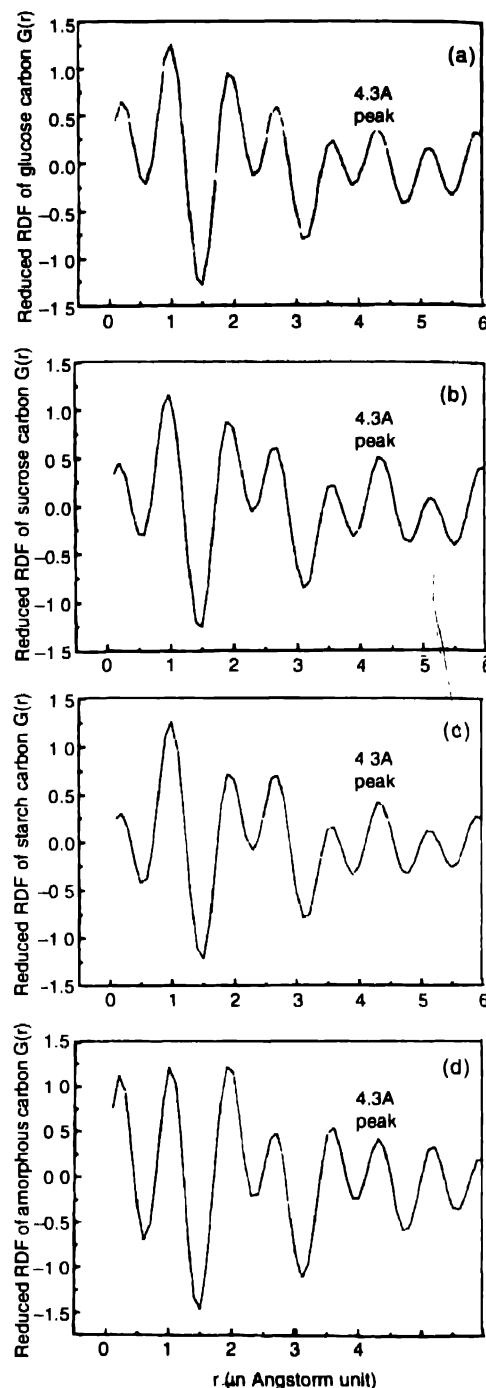 Reduced RDF of glucose carbon G(r)
1.5
1.0
0.5
0.0
−0.5
−1 0
−1.5
(a)
4.3A
peak
0 1 2 3 4 5 6
Reduced RDF of sucrose carbon G(r)
1.5
1.0
0.5
0.0
−0.5
−1 0
−1.5
(b)
4.3A
peak
0 1 2 3 4 5 6
Reduced RDF of starch carbon G(r)
1.5
1.0
0.5
0.0
−0.5
−1 0
−1.5
(c)
4 3A
peak
0 1 2 3 4 5 6
Reduced RDF of amorphous carbon G(r)
1.5
1.0
0 5
0.0
−0.5
−1.0
−1.5
(d)
4.3A
peak
0 1 2 3 4
r (in Angstorm unit)